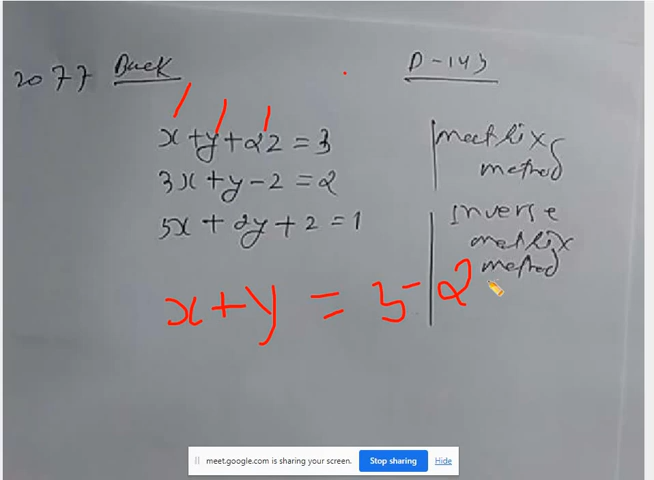 2077 Back
P-143
x+y+2z=3
3x+y-z=2
5x+2y+z=1
matrix
method
inverse
matrix
method
x+y=3-2
meet.google.com is sharing your screen. Stop sharing Hide